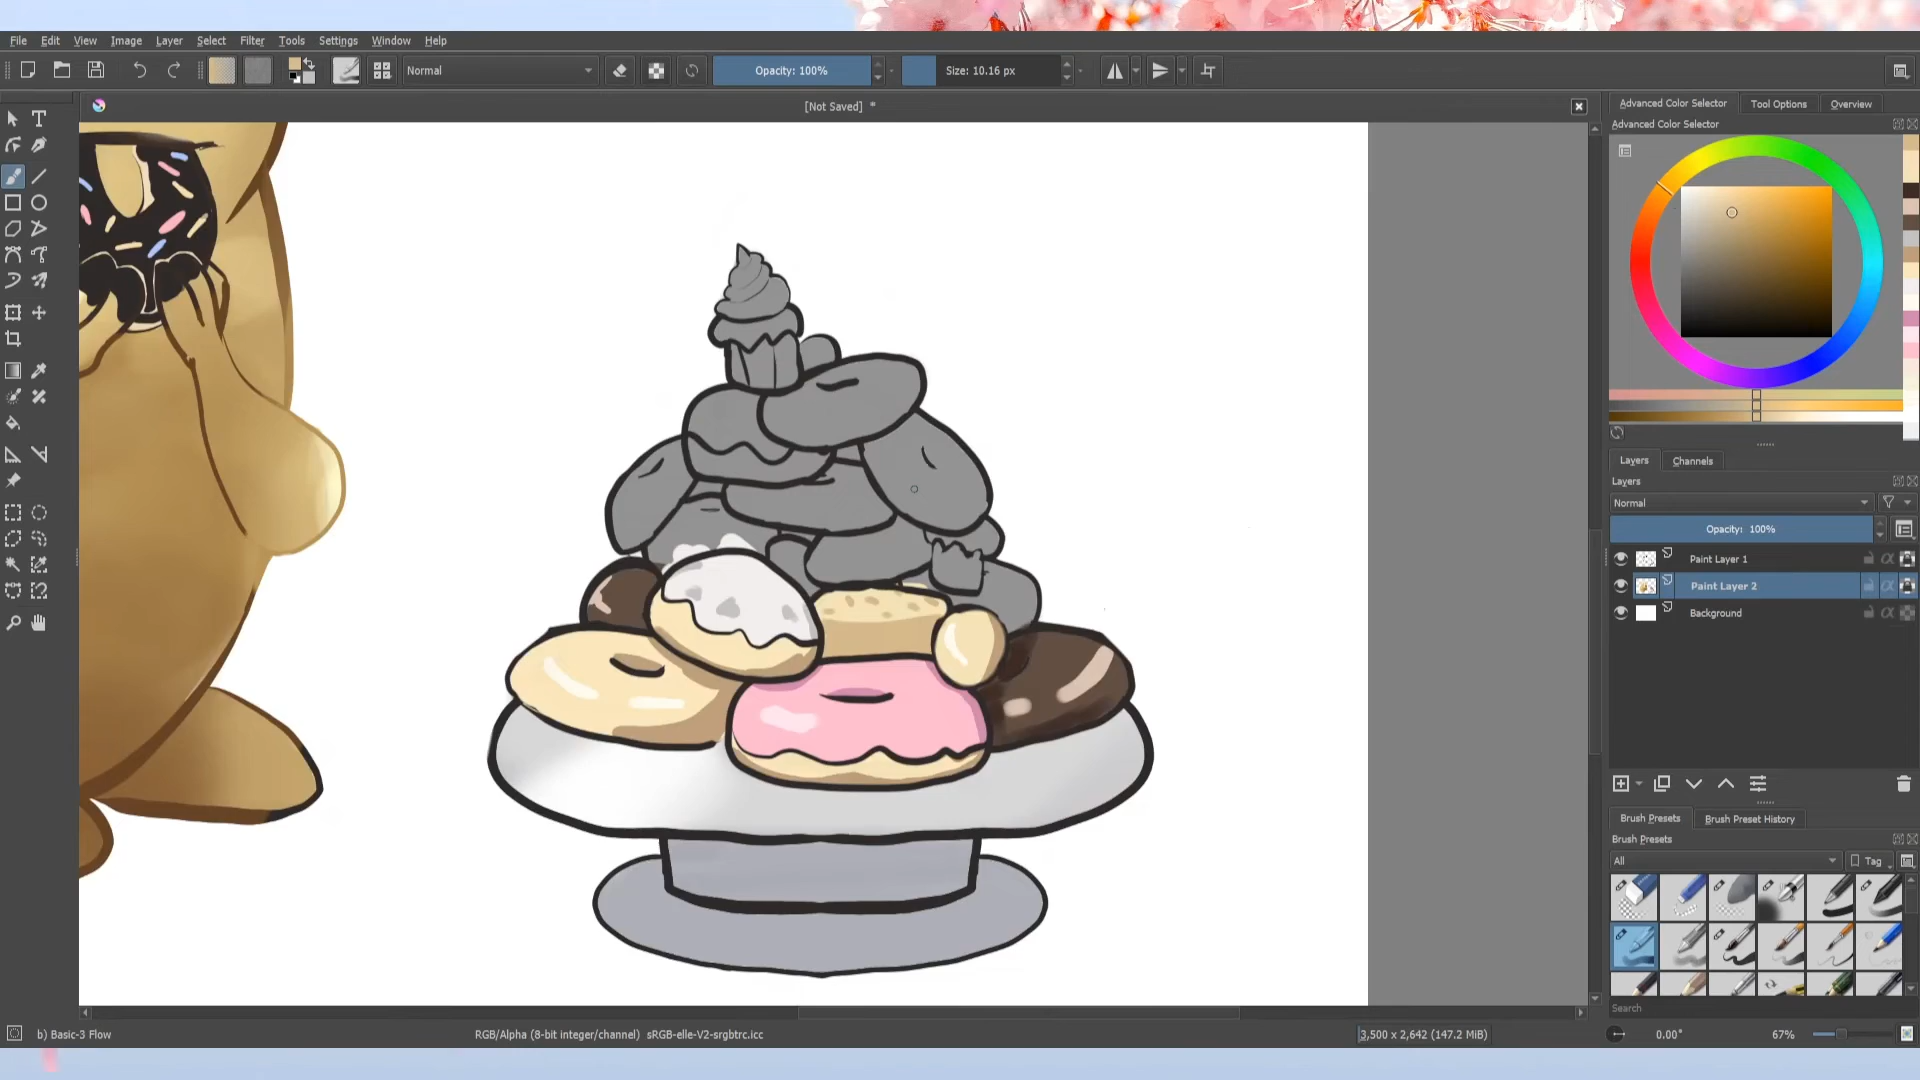 File Edit View Image Layer Select Filter Tools Settings Window Help
Normal
Opacity: 100%
Size: 10.16 px
[Not Saved] *
Advanced Color Selector
Tool Options
Overview
Advanced Color Selector
Layers
Channels
Layers
Normal
Opacity: 100%
Paint Layer 1
Paint Layer 2
Background
Brush Presets
Brush Preset History
Brush Presets
All
Tag
Search
b) Basic-3 Flow
RGB/Alpha (8-bit integer/channel) sRGB-elle-V2-srgbtrc.icc
3,500 x 2,642 (147.2 MiB)
0.00°
67%